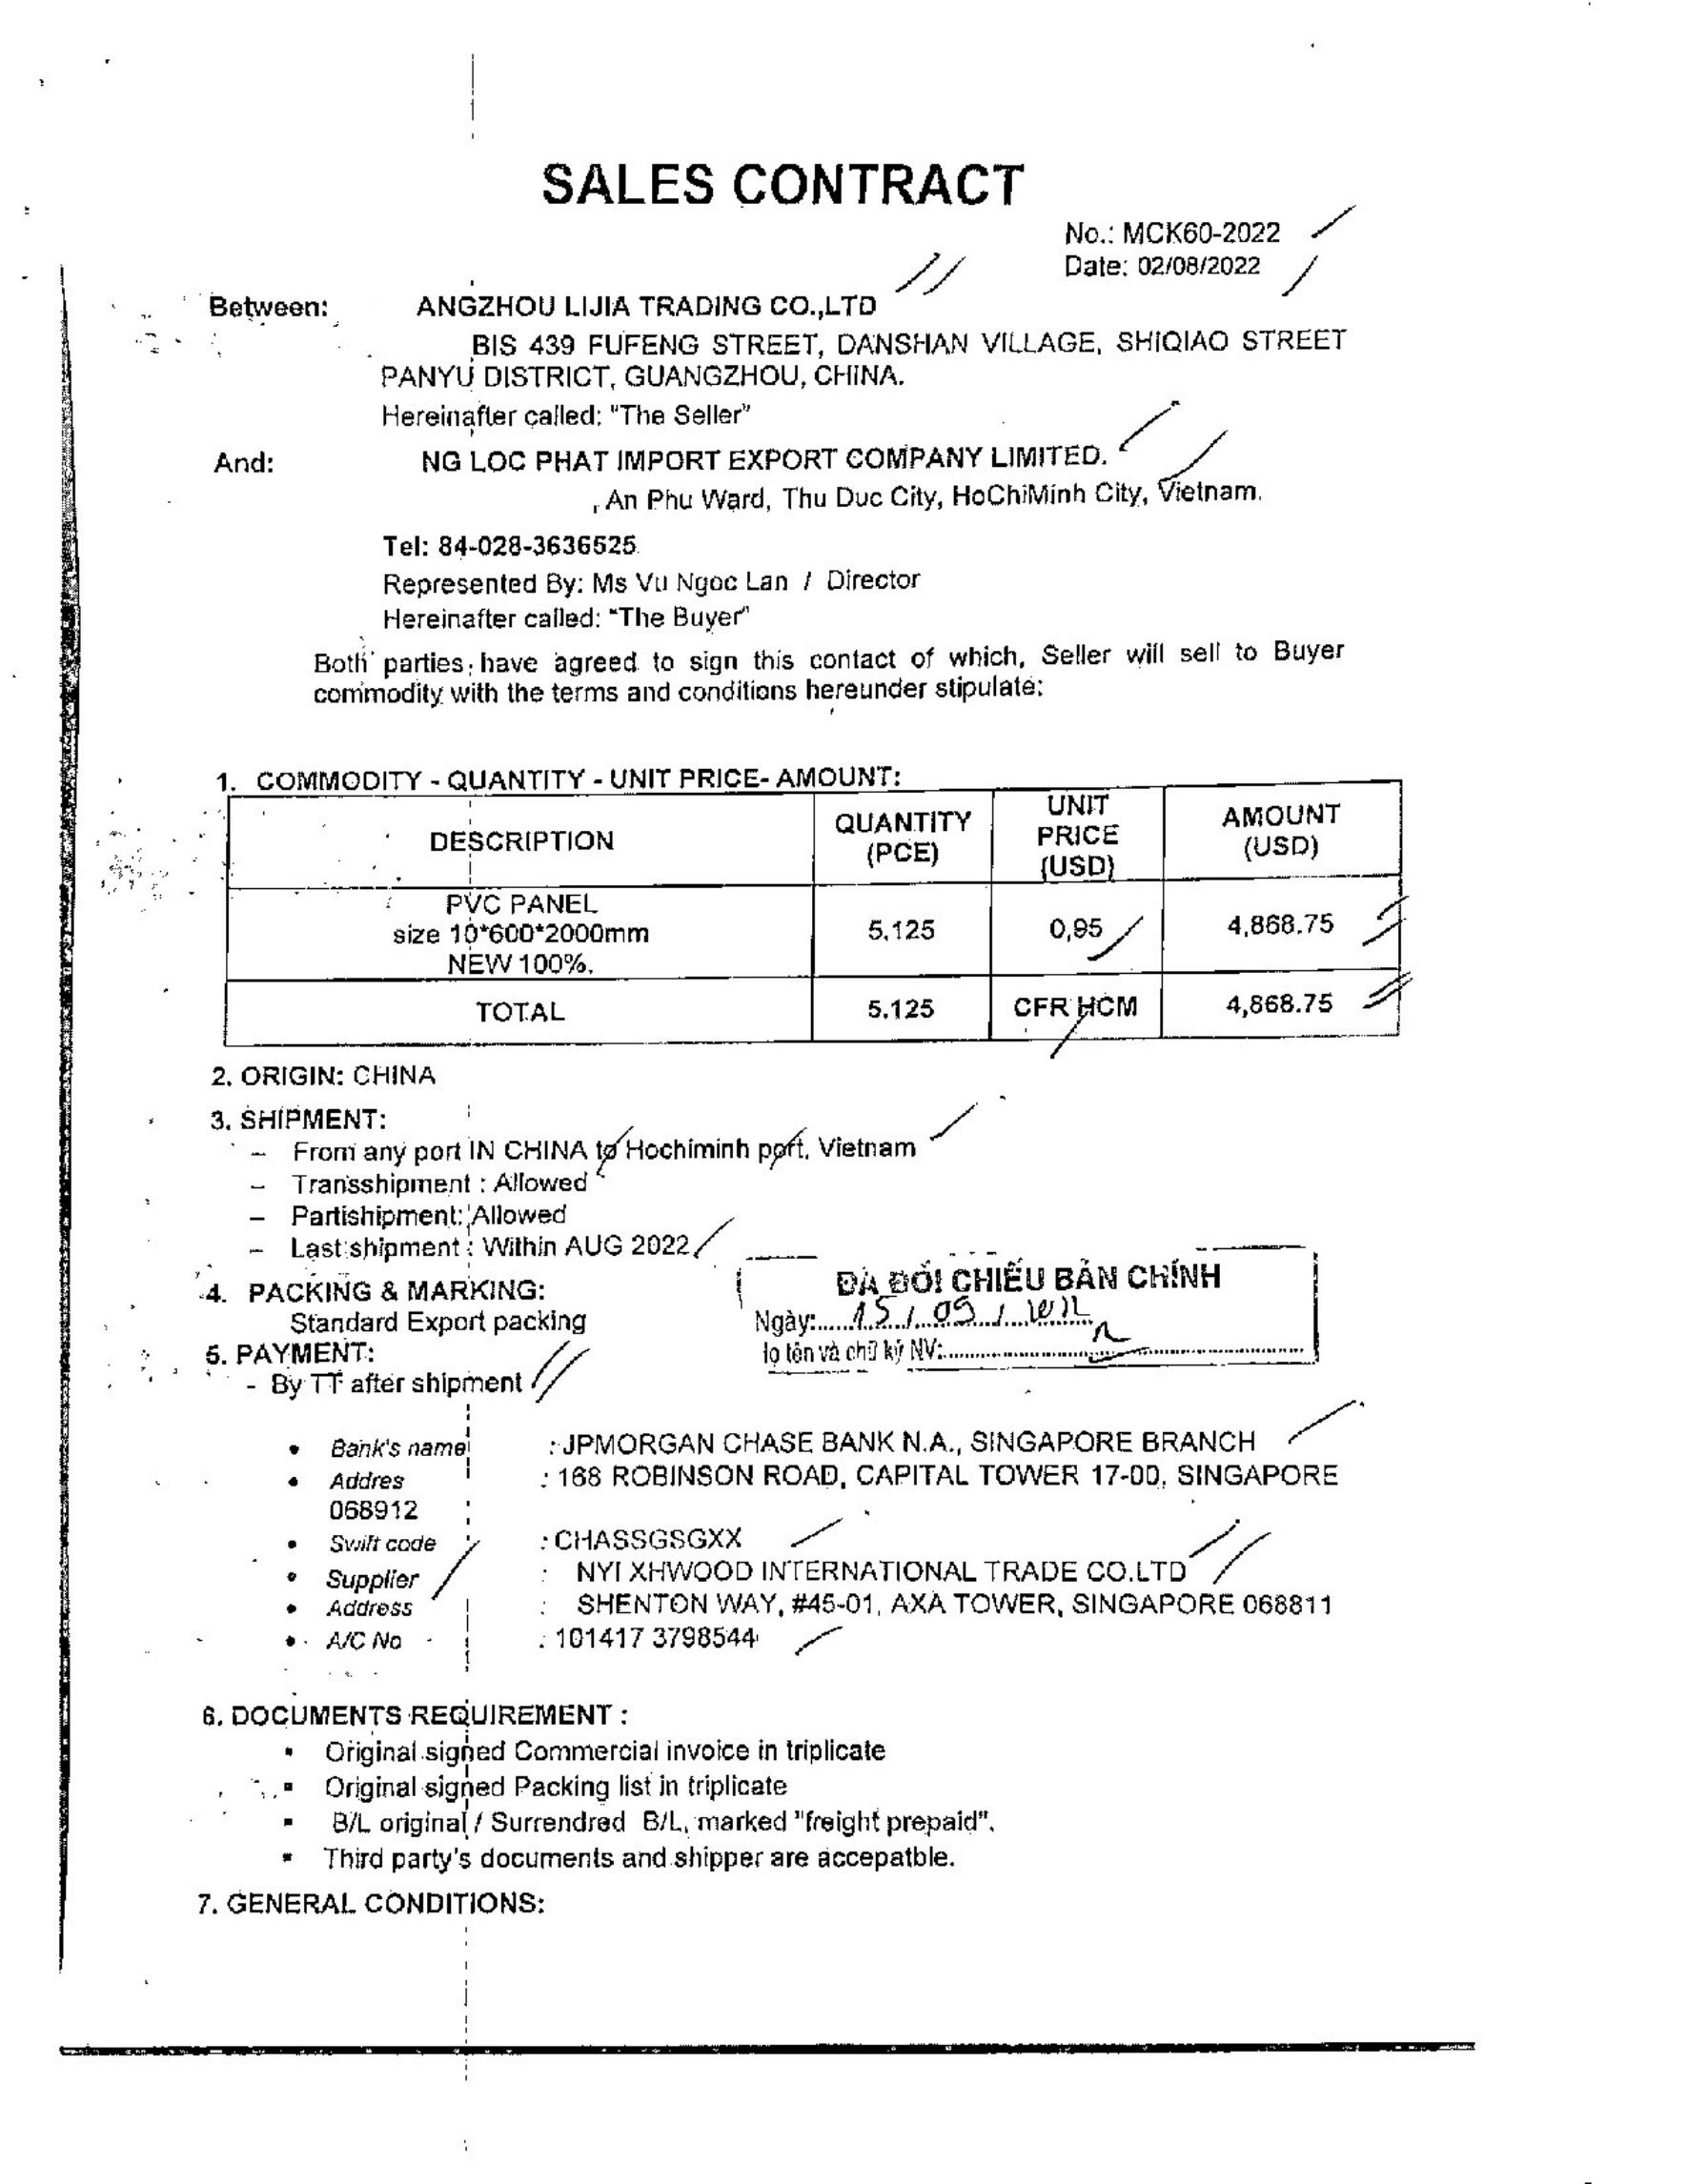 SALES CONTRACT
No.: MCK60-2022
Date: 02/08/2022
Between: ANGZHOU LIJIA TRADING CO.,LTD
BIS 439 FUFENG STREET, DANSHAN VILLAGE, SHIQIAO STREET
PANYU DISTRICT, GUANGZHOU, CHINA.
Hereinafter called: "The Seller"
And: NG LOC PHAT IMPORT EXPORT COMPANY LIMITED.
, An Phu Ward, Thu Duc City, HoChiMinh City, Vietnam.
Tel: 84-028-3636525
Represented By: Ms Vu Ngoc Lan / Director
Hereinafter called: "The Buyer"
Both parties have agreed to sign this contact of which, Seller will sell to Buyer
commodity with the terms and conditions hereunder stipulate:
1. COMMODITY - QUANTITY - UNIT PRICE- AMOUNT:
DESCRIPTION QUANTITY (PCE) UNIT PRICE (USD) AMOUNT (USD)
PVC PANEL
size 10*600*2000mm 5.125 0,95 4,868.75
NEW 100%.
TOTAL 5.125 CFR HCM 4,868.75
2. ORIGIN: CHINA
3. SHIPMENT:
– From any port IN CHINA to Hochiminh port, Vietnam
– Transshipment : Allowed
– Partishipment: Allowed
– Last shipment : Within AUG 2022
4. PACKING & MARKING:
Standard Export packing
ĐÃ ĐỐI CHIẾU BẢN CHÍNH
Ngày: 15 / 09 /
Họ tên và chữ ký NV:
5. PAYMENT:
- By TT after shipment
• Bank's name : JPMORGAN CHASE BANK N.A., SINGAPORE BRANCH
• Addres : 168 ROBINSON ROAD, CAPITAL TOWER 17-00, SINGAPORE
068912
• Swift code : CHASSGSGXX
• Supplier : NYI XHWOOD INTERNATIONAL TRADE CO.LTD
• Address : SHENTON WAY, #45-01, AXA TOWER, SINGAPORE 068811
• A/C No : 101417 3798544
6. DOCUMENTS REQUIREMENT :
▪ Original signed Commercial invoice in triplicate
▪ Original signed Packing list in triplicate
▪ B/L original / Surrendred B/L, marked "freight prepaid".
▪ Third party's documents and shipper are accepatble.
7. GENERAL CONDITIONS: